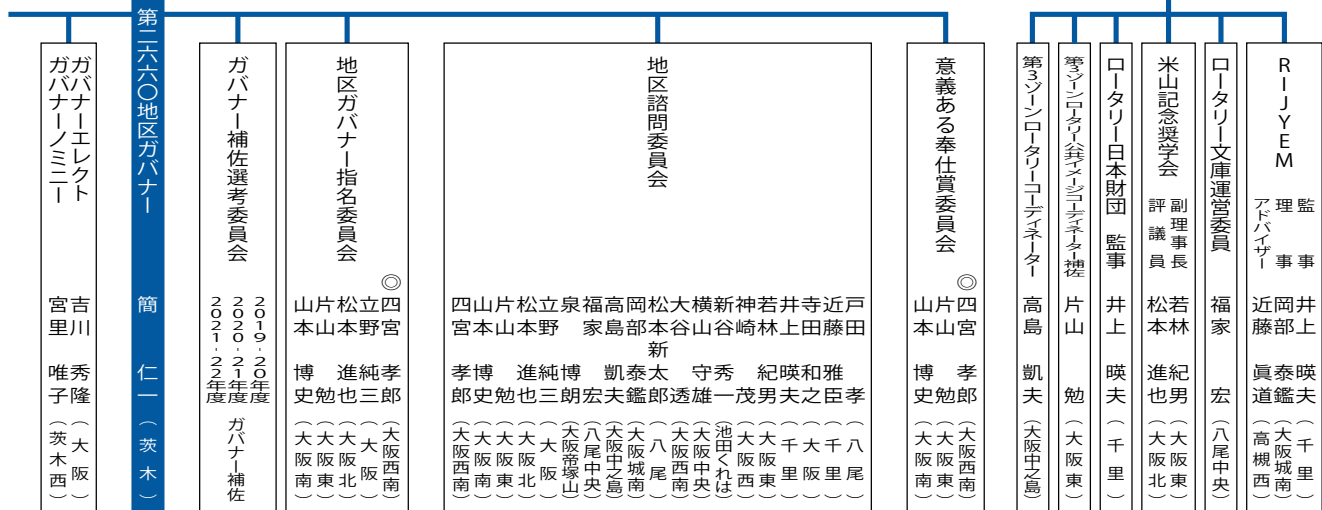 RIJYEM
監事 井上 暎夫（千里）
理事 岡部 泰鑑（大阪城南）
アドバイザー 近藤 眞道（高槻西）
ロータリー文庫運営委員 福家 宏（八尾中央）
米山記念奨学会
副理事長 若林 紀男（大阪東）
評議員 松本 進也（大阪北）
ロータリー日本財団 監事 井上 暎夫（千里）
第3ゾーンロータリー公共イメージコーディネーター補佐 片山 勉（大阪東）
第3ゾーンロータリーコーディネーター 高島 凱夫（大阪中之島）
意義ある奉仕賞委員会
◎四宮 孝郎（大阪西南）
片山 勉（大阪東）
山本 博史（大阪南）
地区諮問委員会
戸田 孝（八尾）
近藤 雅臣（千里）
寺田 和之（大阪）
井上 暎夫（千里）
若林 紀男（大阪東）
神崎 茂（大阪西）
新谷 秀一（池田くれは）
横山 守雄（大阪中央）
大谷 透（大阪西南）
松本 新太郎（八尾）
岡部 泰鑑（大阪城南）
高島 凱夫（大阪中之島）
福家 宏（八尾中央）
泉 博朗（大阪帝塚山）
立野 純三（大阪）
松本 進也（大阪北）
片山 勉（大阪東）
山本 博史（大阪南）
四宮 孝郎（大阪西南）
地区ガバナー指名委員会
◎四宮 孝郎（大阪西南）
立野 純三（大阪）
松本 進也（大阪北）
片山 勉（大阪東）
山本 博史（大阪南）
ガバナー補佐選考委員会
2019-20年度
2020-21年度 ガバナー補佐
2021-22年度
第二六六〇地区ガバナー 簡 仁一（茨木）
ガバナーエレクト 吉川 秀隆（大阪）
ガバナーノミニー 宮里 唯子（茨木西）